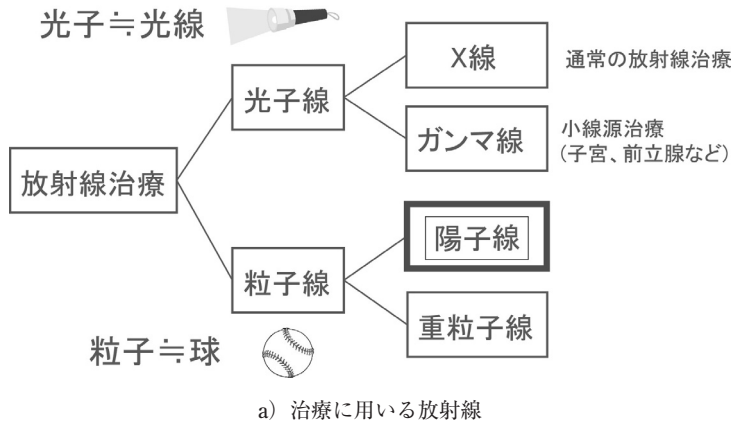 光子≒光線
X線
通常の放射線治療
光子線
ガンマ線
小線源治療
(子宮、前立腺など)
放射線治療
陽子線
粒子線
重粒子線
粒子≒球
a）治療に用いる放射線